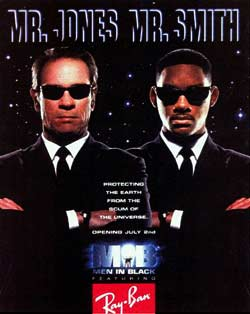 MR. JONES MR. SMITH
PROTECTING
THE EARTH
FROM THE
SCUM OF
THE UNIVERSE.
OPENING JULY 2nd
MIB
MEN IN BLACK
FEATURING
Ray-Ban